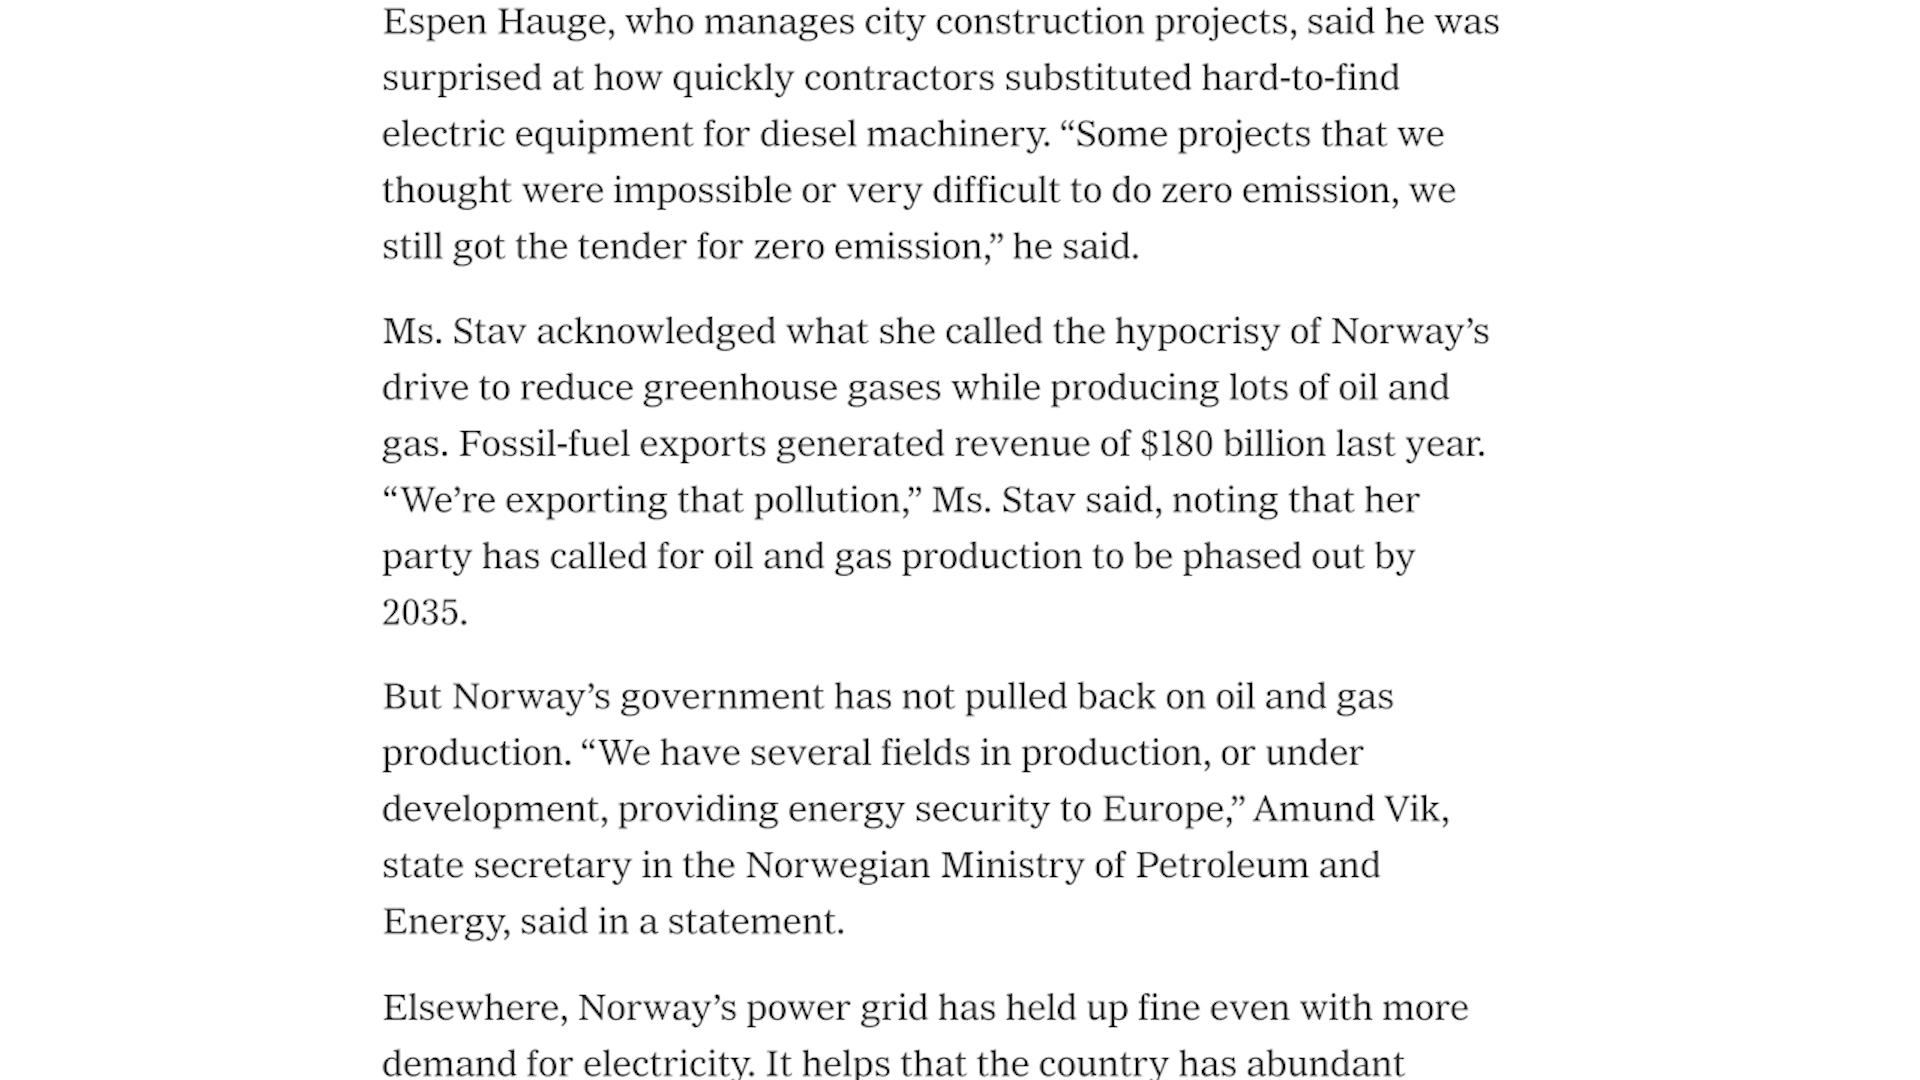 Espen Hauge, who manages city construction projects, said he was
surprised at how quickly contractors substituted hard-to-find
electric equipment for diesel machinery. “Some projects that we
thought were impossible or very difficult to do zero emission, we
still got the tender for zero emission,” he said.
Ms. Stav acknowledged what she called the hypocrisy of Norway’s
drive to reduce greenhouse gases while producing lots of oil and
gas. Fossil-fuel exports generated revenue of $180 billion last year.
“We’re exporting that pollution,” Ms. Stav said, noting that her
party has called for oil and gas production to be phased out by
2035.
But Norway’s government has not pulled back on oil and gas
production. “We have several fields in production, or under
development, providing energy security to Europe,” Amund Vik,
state secretary in the Norwegian Ministry of Petroleum and
Energy, said in a statement.
Elsewhere, Norway’s power grid has held up fine even with more
demand for electricity. It helps that the country has abundant